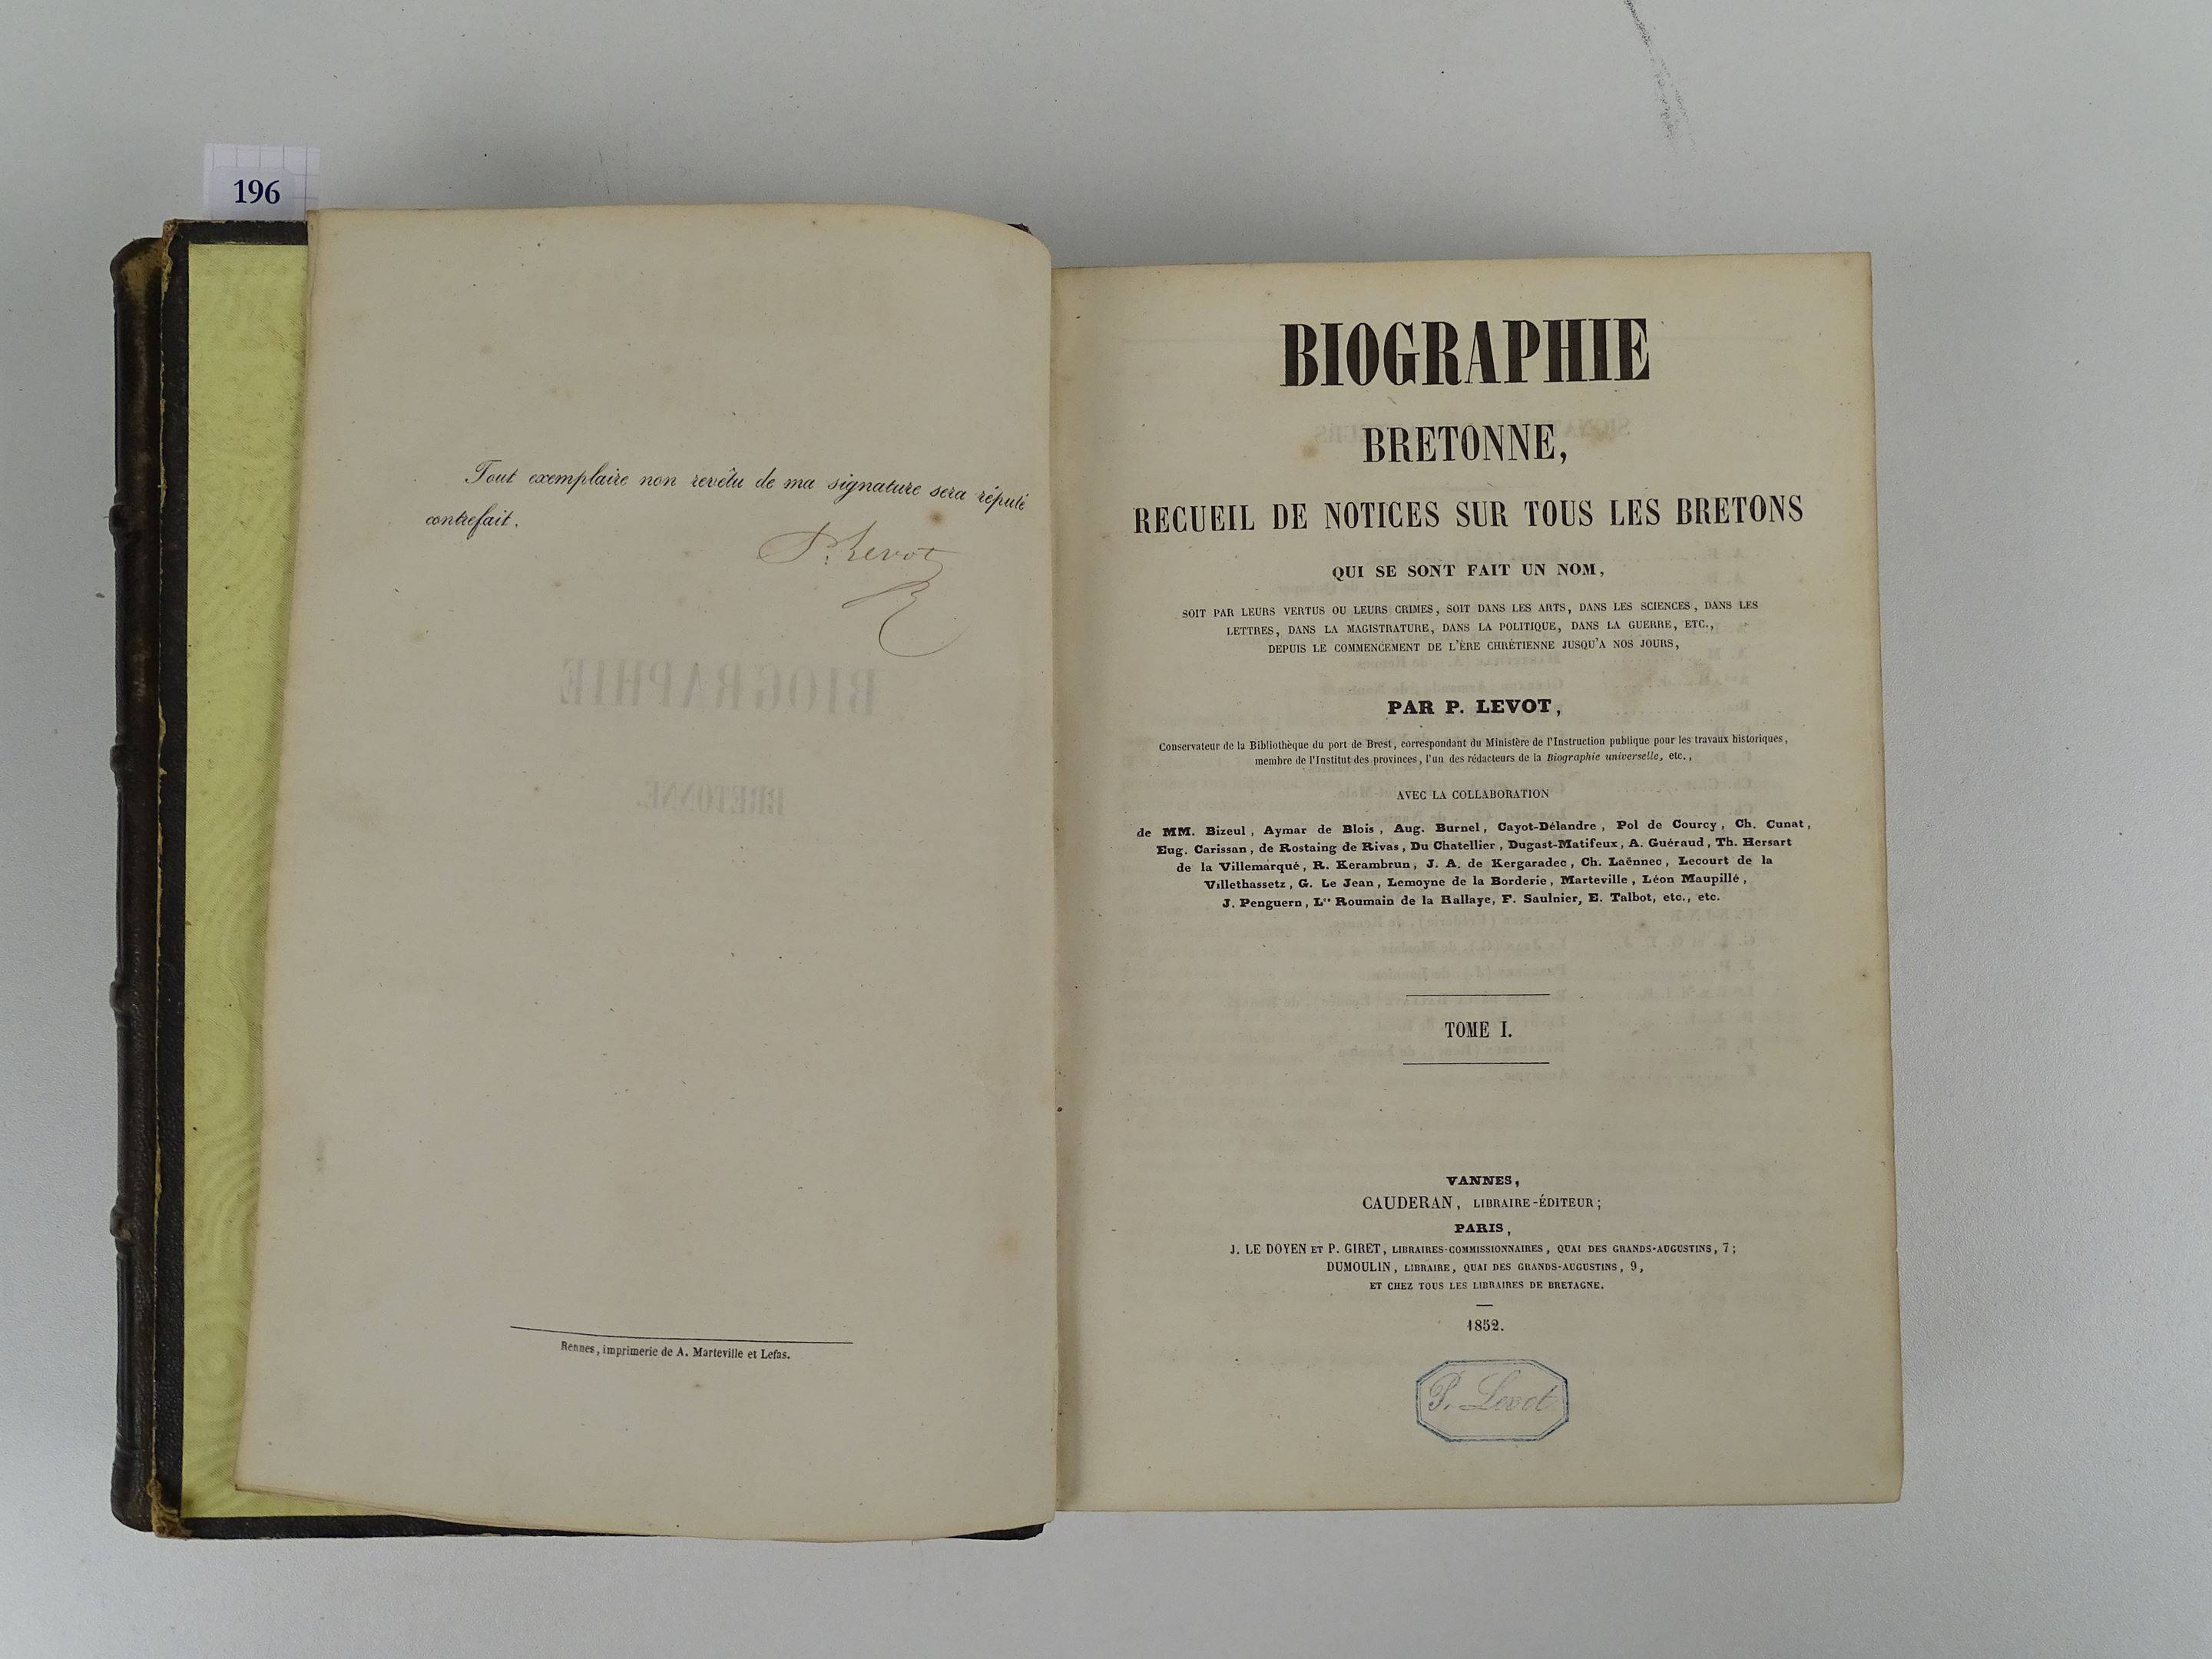 196
Tout exemplaire non revêtu de ma signature sera réputé
contrefait.
P. Levot
Rennes, imprimerie de A. Marteville et Lefas.
BIOGRAPHIE
BRETONNE,
RECUEIL DE NOTICES SUR TOUS LES BRETONS
QUI SE SONT FAIT UN NOM,
SOIT PAR LEURS VERTUS OU LEURS CRIMES, SOIT DANS LES ARTS, DANS LES SCIENCES, DANS LES
LETTRES, DANS LA MAGISTRATURE, DANS LA POLITIQUE, DANS LA GUERRE, ETC.,
DEPUIS LE COMMENCEMENT DE L'ÈRE CHRÉTIENNE JUSQU'A NOS JOURS,
PAR P. LEVOT,
Conservateur de la Bibliothèque du port de Brest, correspondant du Ministère de l'Instruction publique pour les travaux historiques,
membre de l'Institut des provinces, l'un des rédacteurs de la Biographie universelle, etc.,
AVEC LA COLLABORATION
de MM. Bizeul, Aymar de Blois, Aug. Burnel, Cayot-Délandre, Pol de Courcy, Ch. Cunat,
Eug. Carissan, de Rostaing de Rivas, Du Chatellier, Dugast-Matifeux, A. Guéraud, Th. Hersart
de la Villemarqué, R. Kerambrun, J. A. de Kergaradec, Ch. Laënnec, Lecourt de la
Villethassetz, G. Le Jean, Lemoyne de la Borderie, Marteville, Léon Maupillé,
J. Penguern, Roumain de la Rallaye, F. Saulnier, E. Talbot, etc., etc.
TOME I.
VANNES,
CAUDERAN, LIBRAIRE-ÉDITEUR;
PARIS,
J. LE DOYEN ET P. GIRET, LIBRAIRES-COMMISSIONNAIRES, QUAI DES GRANDS-AUGUSTINS, 7;
DUMOULIN, LIBRAIRE, QUAI DES GRANDS-AUGUSTINS, 9,
ET CHEZ TOUS LES LIBRAIRES DE BRETAGNE.
1852.
P. Levot